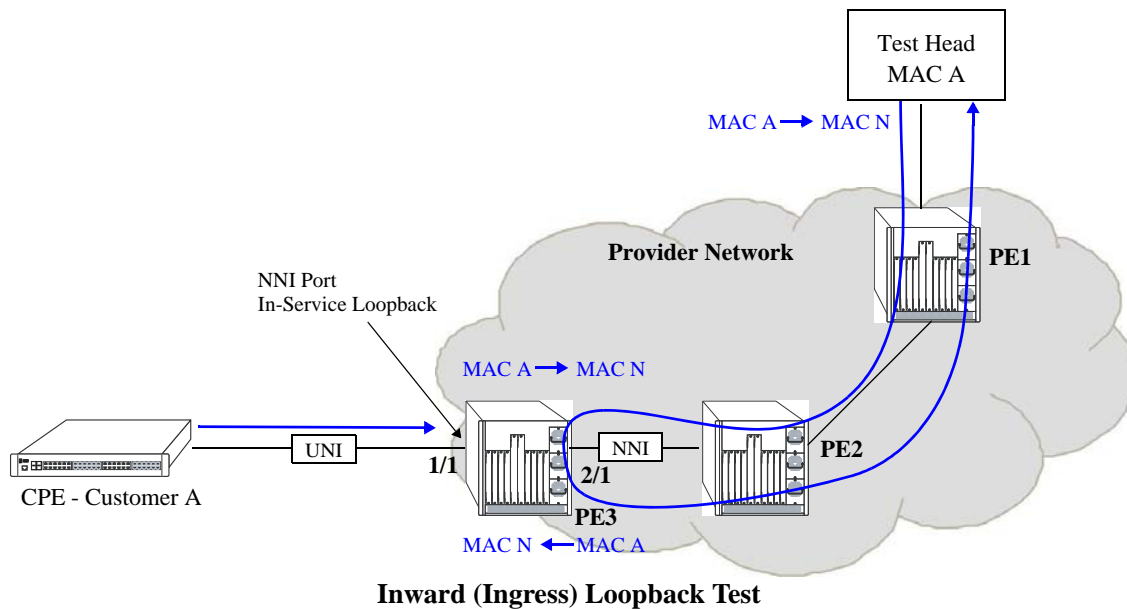 Test Head
MAC A
MAC A → MAC N
Provider Network
PE1
NNI Port
In-Service Loopback
MAC A → MAC N
UNI
1/1
NNI
2/1
PE2
CPE - Customer A
PE3
MAC N ← MAC A
Inward (Ingress) Loopback Test